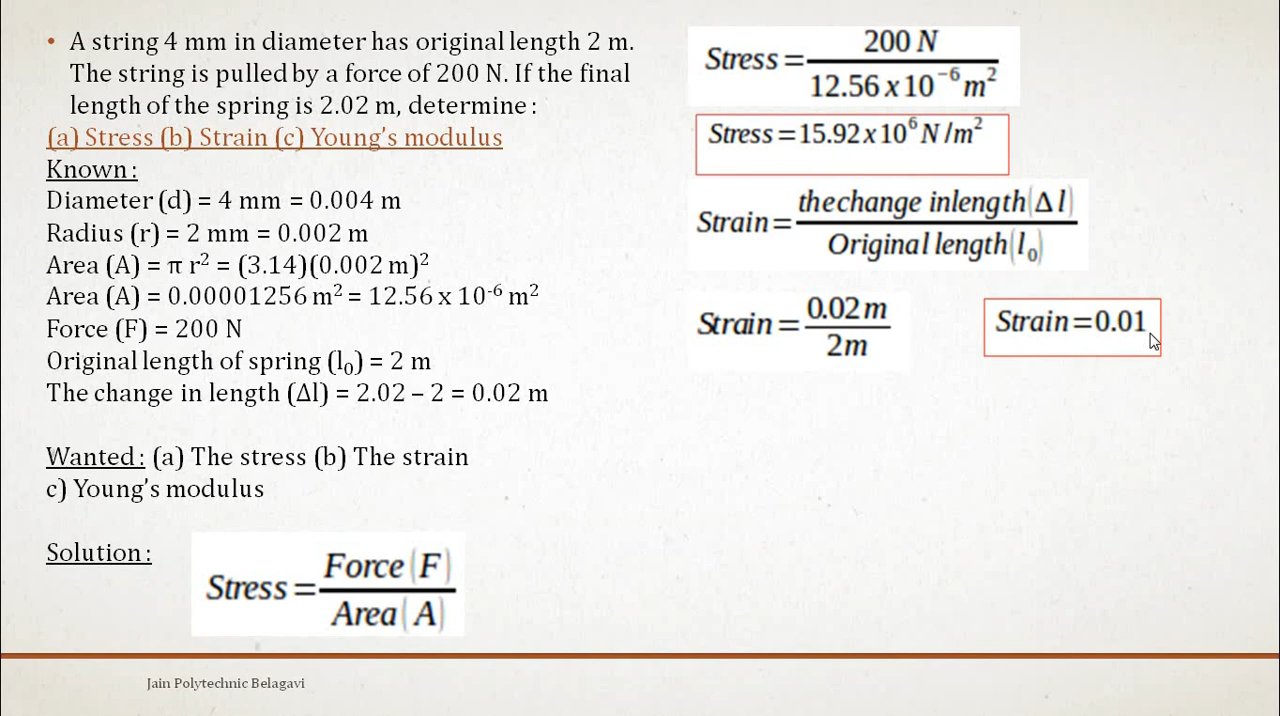 • A string 4 mm in diameter has original length 2 m.
The string is pulled by a force of 200 N. If the final
length of the spring is 2.02 m, determine :
(a) Stress (b) Strain (c) Young’s modulus
Known :
Diameter (d) = 4 mm = 0.004 m
Radius (r) = 2 mm = 0.002 m
Area (A) = π r² = (3.14)(0.002 m)²
Area (A) = 0.00001256 m² = 12.56 x 10⁻⁶ m²
Force (F) = 200 N
Original length of spring (l₀) = 2 m
The change in length (Δl) = 2.02 – 2 = 0.02 m
Wanted : (a) The stress (b) The strain
c) Young’s modulus
Solution :
Stress = Force (F) / Area (A)
Stress = 200 N / 12.56 x 10⁻⁶ m²
Stress = 15.92 x 10⁶ N /m²
Strain = the change in length (Δ l) / Original length (l₀)
Strain = 0.02 m / 2m
Strain = 0.01
Jain Polytechnic Belagavi